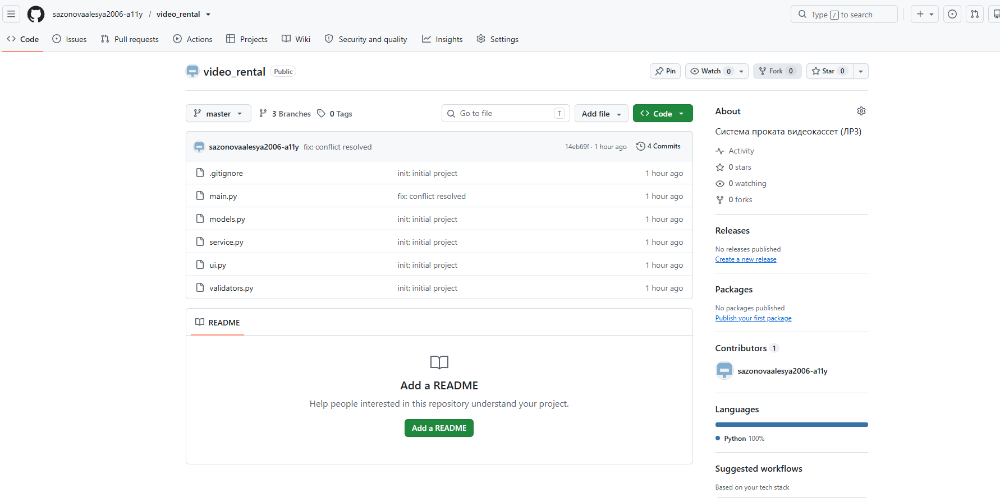 sazonovaalesya2006-a11y / video_rental
Type / to search
Code Issues Pull requests Actions Projects Wiki Security and quality Insights Settings
video_rental Public
Pin Watch 0 Fork 0 Star 0
master 3 Branches 0 Tags
Go to file T Add file Code
sazonovaalesya2006-a11y fix: conflict resolved 14eb69f · 1 hour ago 4 Commits
.gitignore init: initial project 1 hour ago
main.py fix: conflict resolved 1 hour ago
models.py init: initial project 1 hour ago
service.py init: initial project 1 hour ago
ui.py init: initial project 1 hour ago
validators.py init: initial project 1 hour ago
README
Add a README
Help people interested in this repository understand your project.
Add a README
About
Система проката видеокассет (ЛР3)
Activity
0 stars
0 watching
0 forks
Releases
No releases published
Create a new release
Packages
No packages published
Publish your first package
Contributors 1
sazonovaalesya2006-a11y
Languages
Python 100%
Suggested workflows
Based on your tech stack